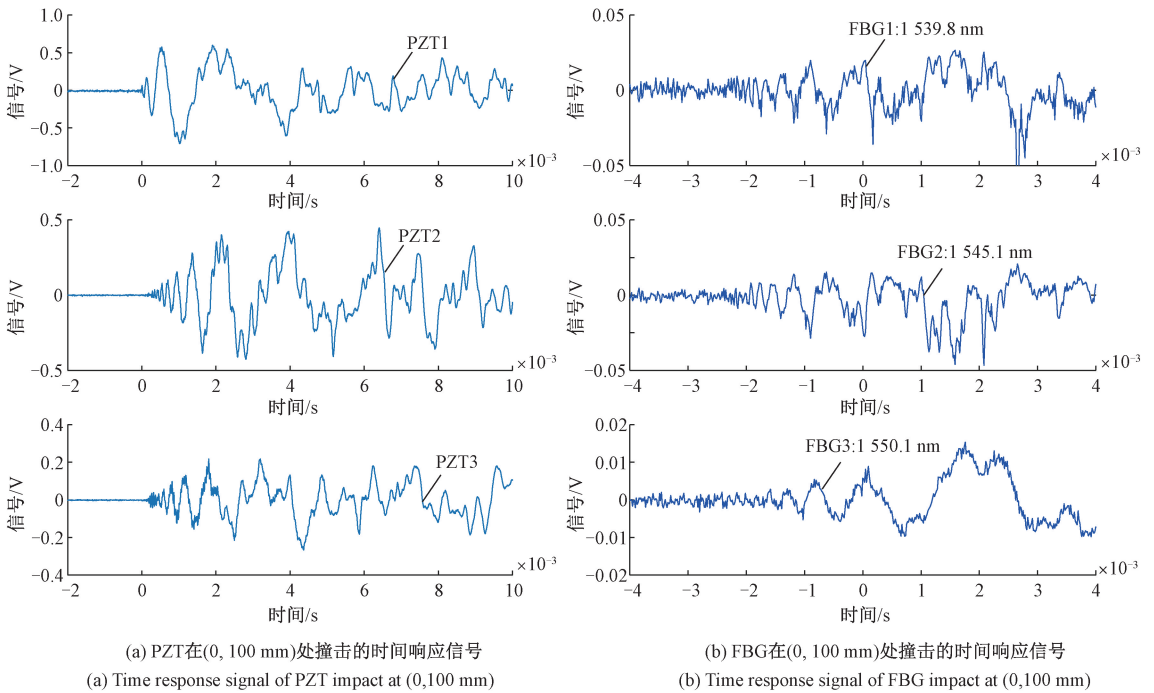 1.0
0.5
0
−0.5
−1.0
信号/V
PZT1
×10⁻³
−2 0 2 4 6 8 10
时间/s
0.5
0
−0.5
信号/V
PZT2
×10⁻³
−2 0 2 4 6 8 10
时间/s
0.4
0.2
0
−0.2
−0.4
信号/V
PZT3
×10⁻³
−2 0 2 4 6 8 10
时间/s
(a) PZT在(0, 100 mm)处撞击的时间响应信号
(a) Time response signal of PZT impact at (0,100 mm)
0.05
0
−0.05
信号/V
FBG1:1 539.8 nm
×10⁻³
−4 −3 −2 −1 0 1 2 3 4
时间/s
0.05
0
−0.05
信号/V
FBG2:1 545.1 nm
×10⁻³
−4 −3 −2 −1 0 1 2 3 4
时间/s
0.02
0.01
0
−0.01
−0.02
信号/V
FBG3:1 550.1 nm
×10⁻³
−4 −3 −2 −1 0 1 2 3 4
时间/s
(b) FBG在(0, 100 mm)处撞击的时间响应信号
(b) Time response signal of FBG impact at (0,100 mm)